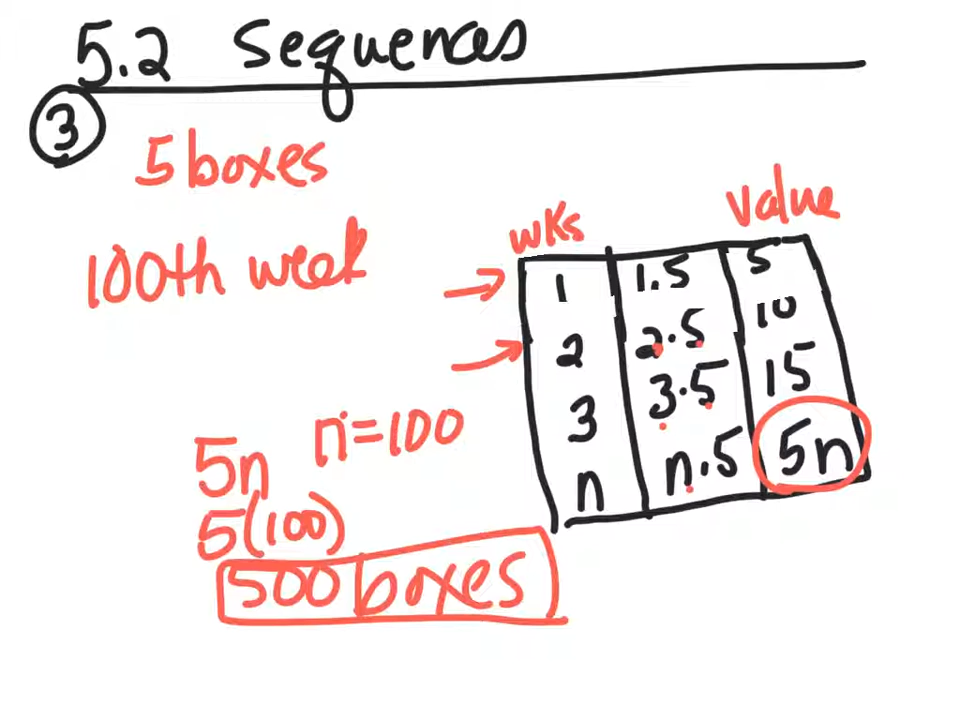 5.2 Sequences
3
5 boxes
100th week
wks value
1 1.5 5
2 2·5 10
3 3·5 15
n n·5 5n
5n n=100
5(100)
500 boxes